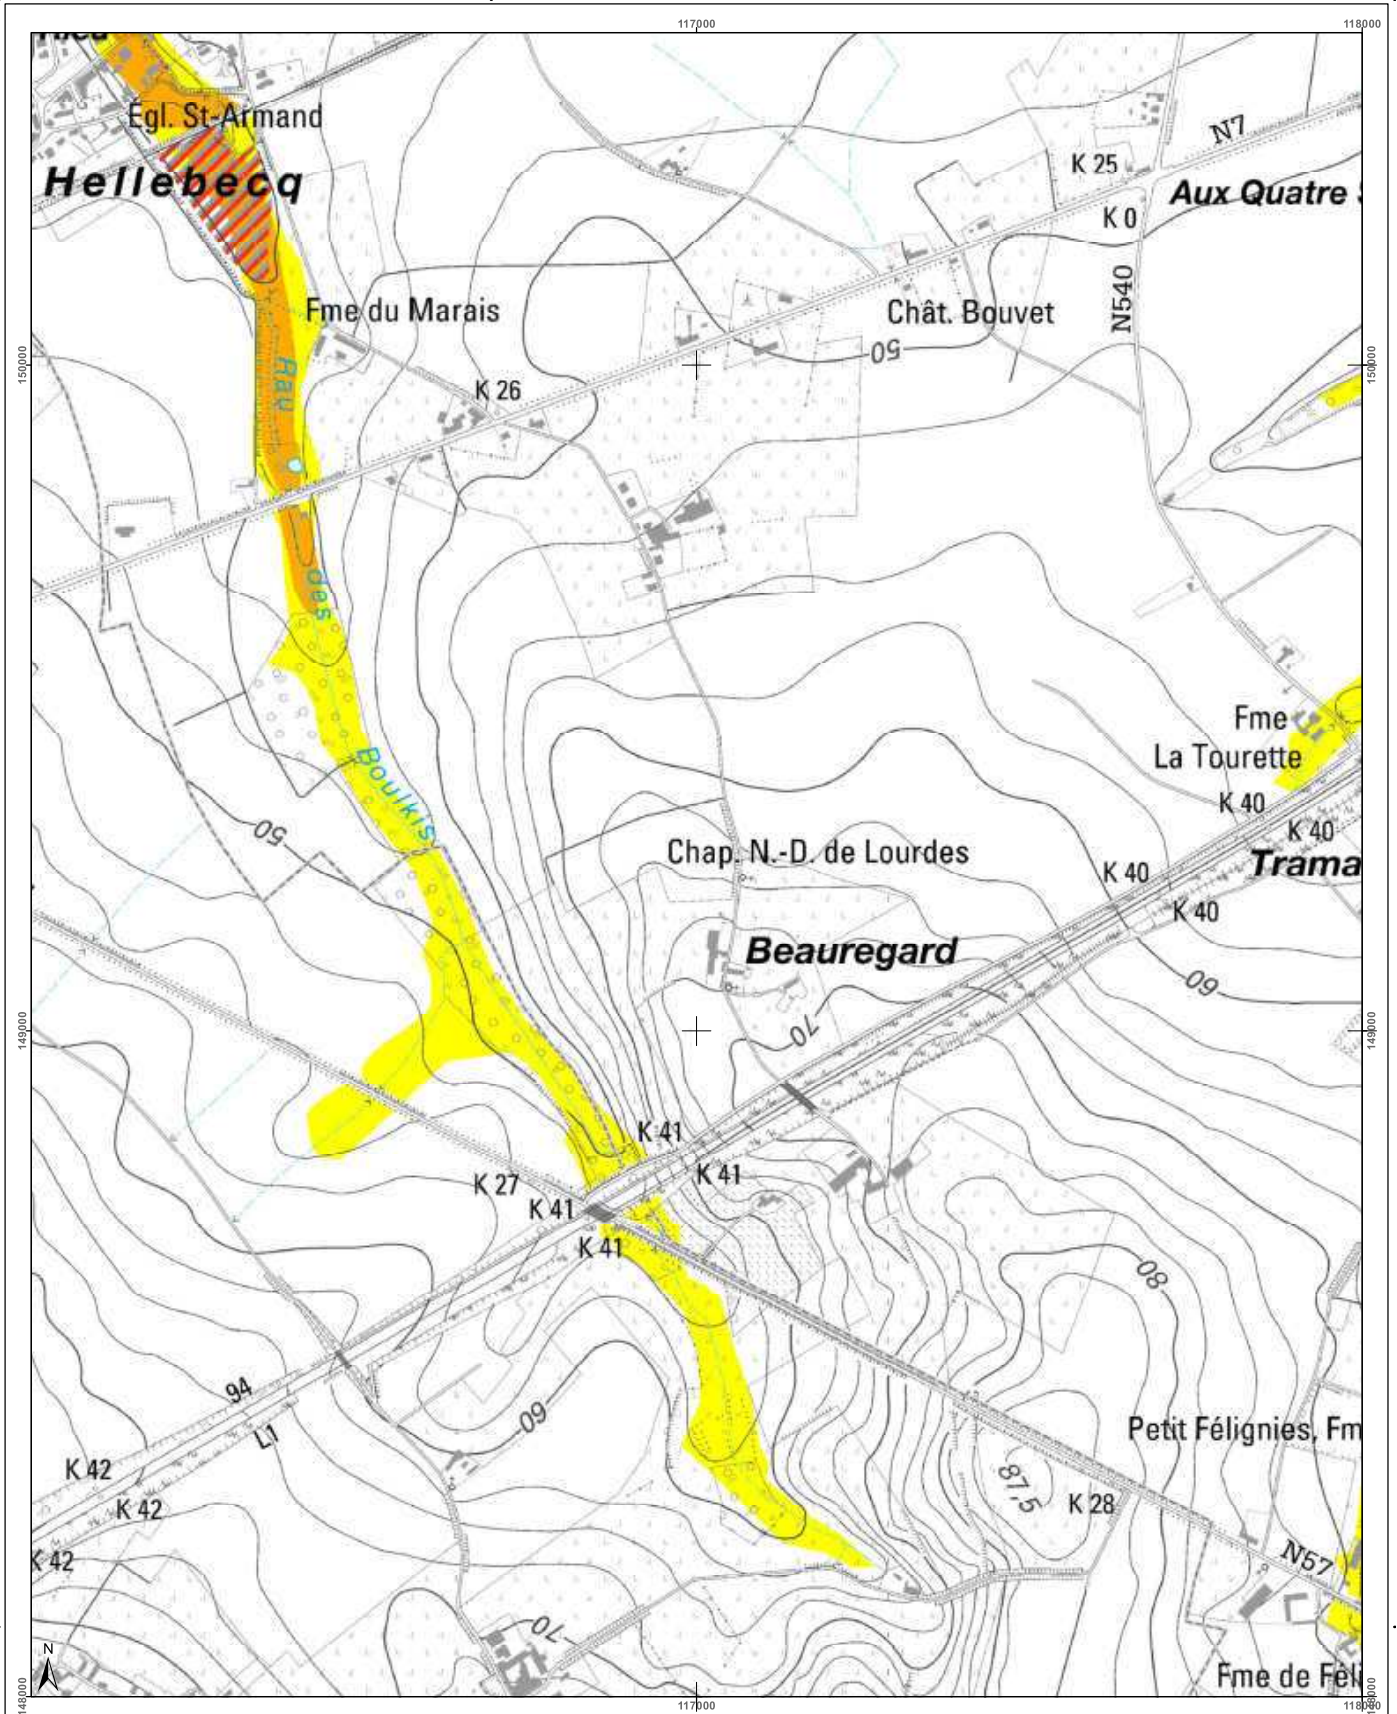 117000
118000
Égl. St-Armand
Hellebecq
N7
K 25
Aux Quatre
K 0
N540
Fme du Marais
Chât. Bouvet
50
150000
150000
Rau
K 26
des
Fme
La Tourette
Boulkis
K 40
K 40
50
Chap. N.-D. de Lourdes
K 40
Trama
K 40
Beauregard
60
70
149000
149000
K 41
K 41
K 27
K 41
K 41
80
94
L1
60
Petit Félignies, Fm
K 42
87,5
K 28
K 42
K 42
N57
70
N
Fme de Féli
148000
117000
118000